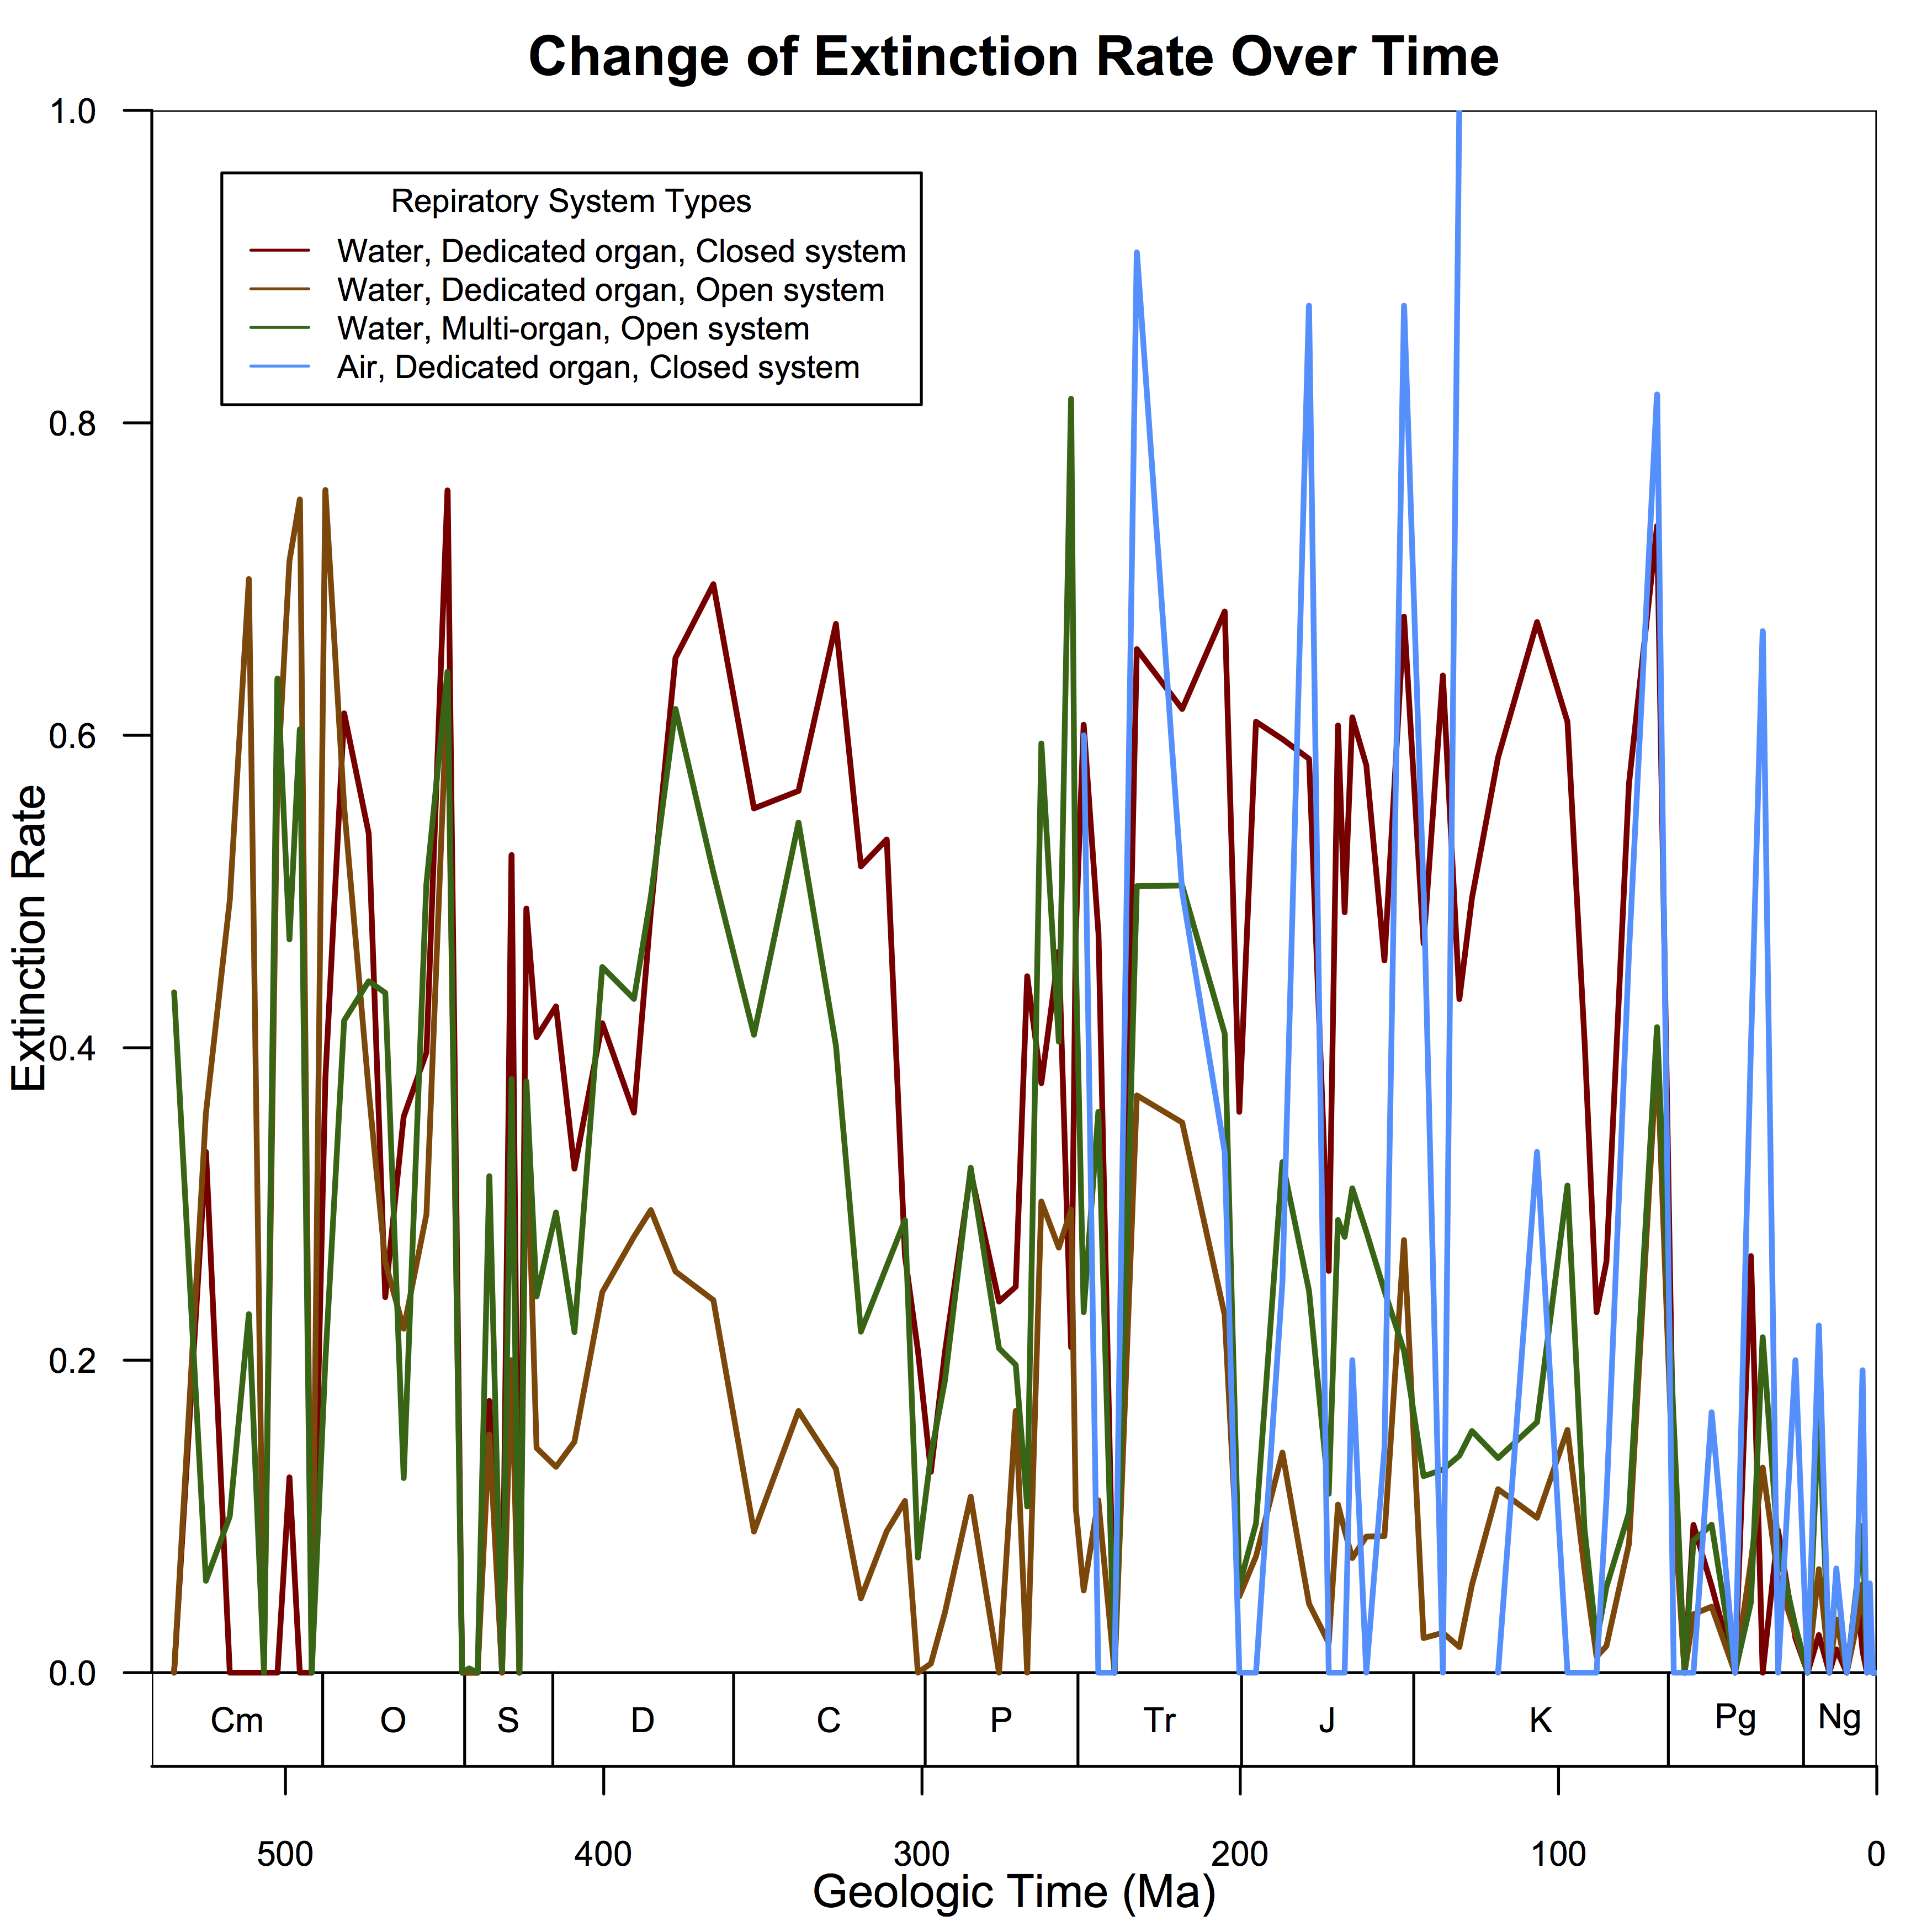 Change of Extinction Rate Over Time
1.0
0.8
0.6
0.4
0.2
0.0
Extinction Rate
Repiratory System Types
Water, Dedicated organ, Closed system
Water, Dedicated organ, Open system
Water, Multi-organ, Open system
Air, Dedicated organ, Closed system
Cm O S D C P Tr J K Pg Ng
500 400 300 200 100 0
Geologic Time (Ma)